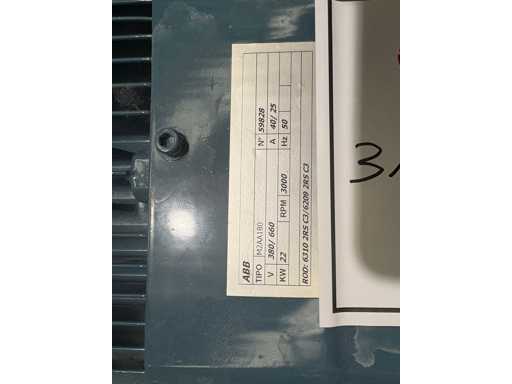 ABB
TIPO M2AA180 N° 59828
V 380/ 660 A 40/ 25
KW 22 RPM 3000 Hz 50
ROD: 6310 2RS C3/6209 2RS C3